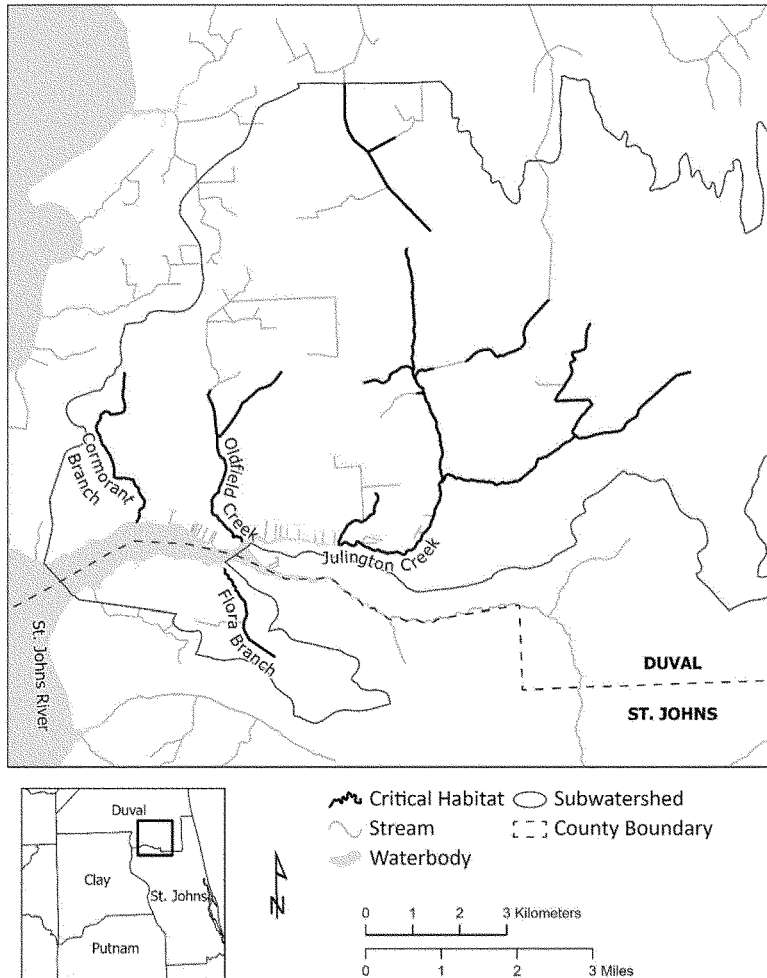 Cormorant
Branch
Oldfield Creek
Julington Creek
Flora
Branch
St. Johns River
DUVAL
ST. JOHNS
Duval
Clay
St. Johns
Putnam
Critical Habitat
Subwatershed
Stream
County Boundary
Waterbody
N
0 1 2 3 Kilometers
0 1 2 3 Miles